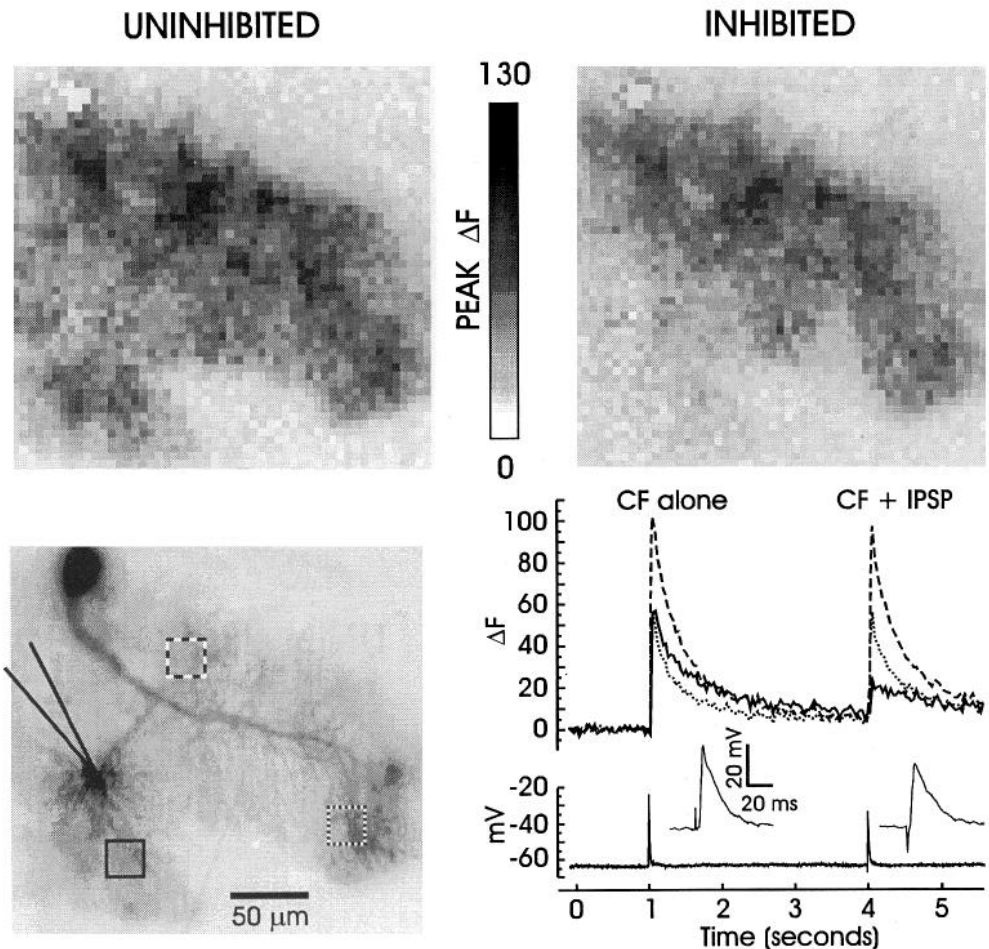 UNINHIBITED
INHIBITED
130
PEAK ΔF
0
50 μm
CF alone
CF + IPSP
100
80
60
40
20
0
ΔF
20 mV
20 ms
-20
-40
-60
mV
0 1 2 3 4 5
Time (seconds)